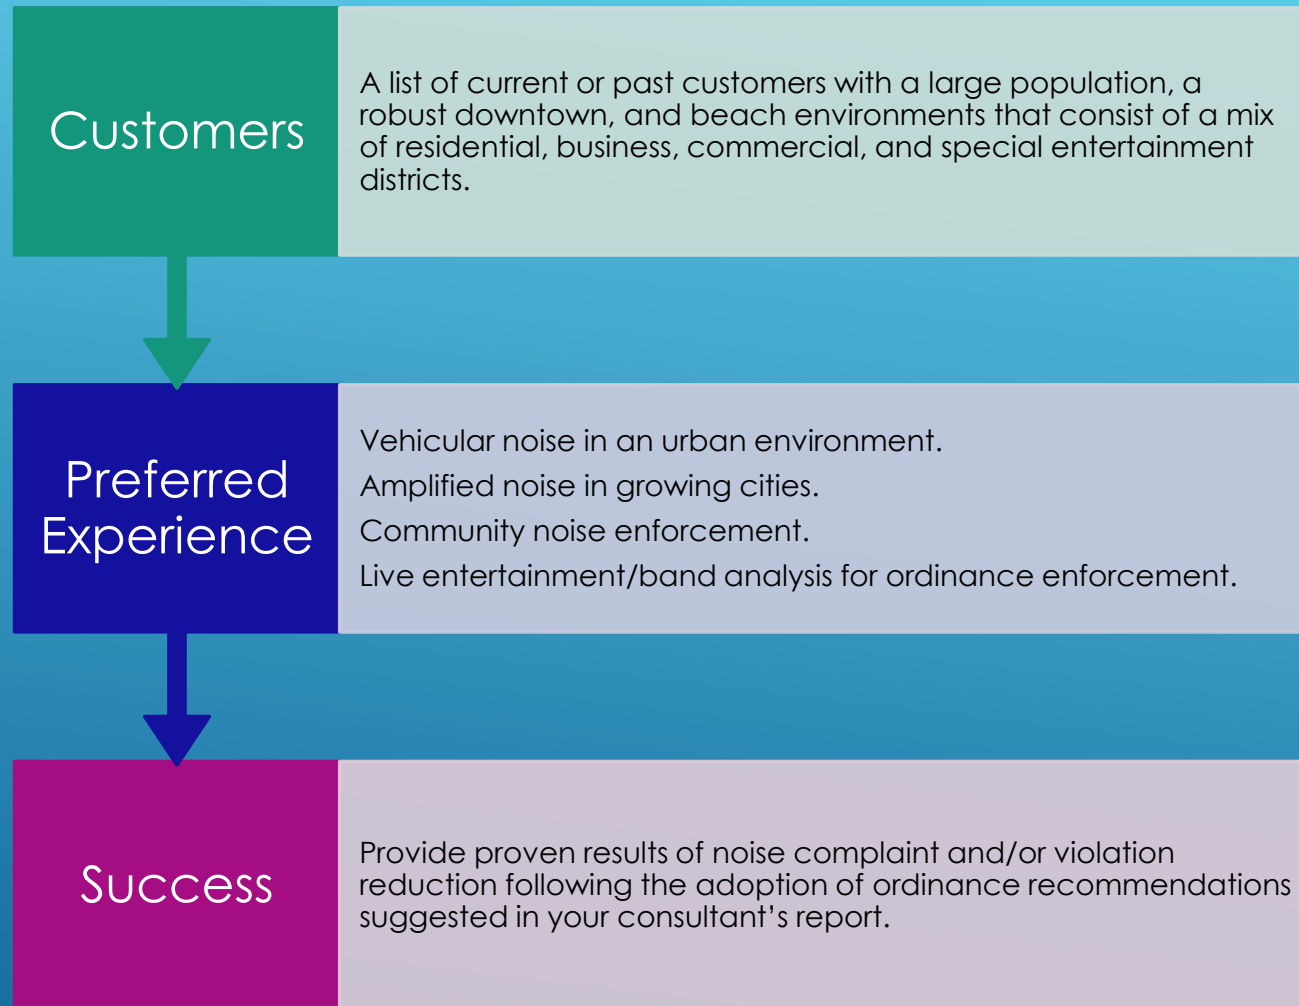 Customers
A list of current or past customers with a large population, a
robust downtown, and beach environments that consist of a mix
of residential, business, commercial, and special entertainment
districts.
Preferred
Experience
Vehicular noise in an urban environment.
Amplified noise in growing cities.
Community noise enforcement.
Live entertainment/band analysis for ordinance enforcement.
Success
Provide proven results of noise complaint and/or violation
reduction following the adoption of ordinance recommendations
suggested in your consultant’s report.